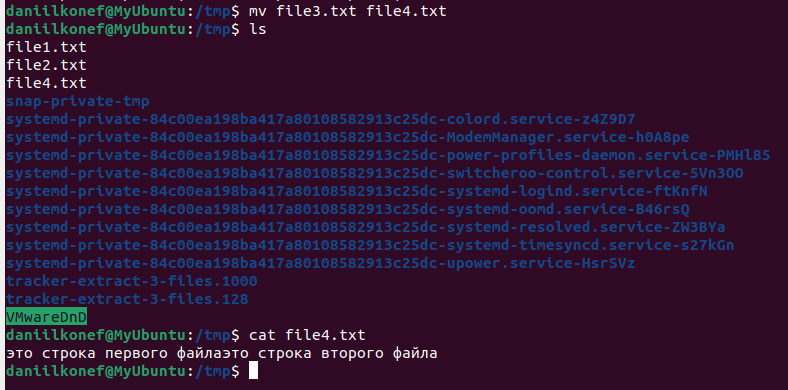 daniilkonef@MyUbuntu:/tmp$ mv file3.txt file4.txt
daniilkonef@MyUbuntu:/tmp$ ls
file1.txt
file2.txt
file4.txt
snap-private-tmp
systemd-private-84c00ea198ba417a80108582913c25dc-colord.service-z4Z9D7
systemd-private-84c00ea198ba417a80108582913c25dc-ModemManager.service-h0A8pe
systemd-private-84c00ea198ba417a80108582913c25dc-power-profiles-daemon.service-PMHl85
systemd-private-84c00ea198ba417a80108582913c25dc-switcheroo-control.service-5Vn3OO
systemd-private-84c00ea198ba417a80108582913c25dc-systemd-logind.service-ftKnfN
systemd-private-84c00ea198ba417a80108582913c25dc-systemd-oomd.service-B46rsQ
systemd-private-84c00ea198ba417a80108582913c25dc-systemd-resolved.service-ZW3BYa
systemd-private-84c00ea198ba417a80108582913c25dc-systemd-timesyncd.service-s27kGn
systemd-private-84c00ea198ba417a80108582913c25dc-upower.service-HsrSVz
tracker-extract-3-files.1000
tracker-extract-3-files.128
VMwareDnD
daniilkonef@MyUbuntu:/tmp$ cat file4.txt
это строка первого файлаэто строка второго файла
daniilkonef@MyUbuntu:/tmp$